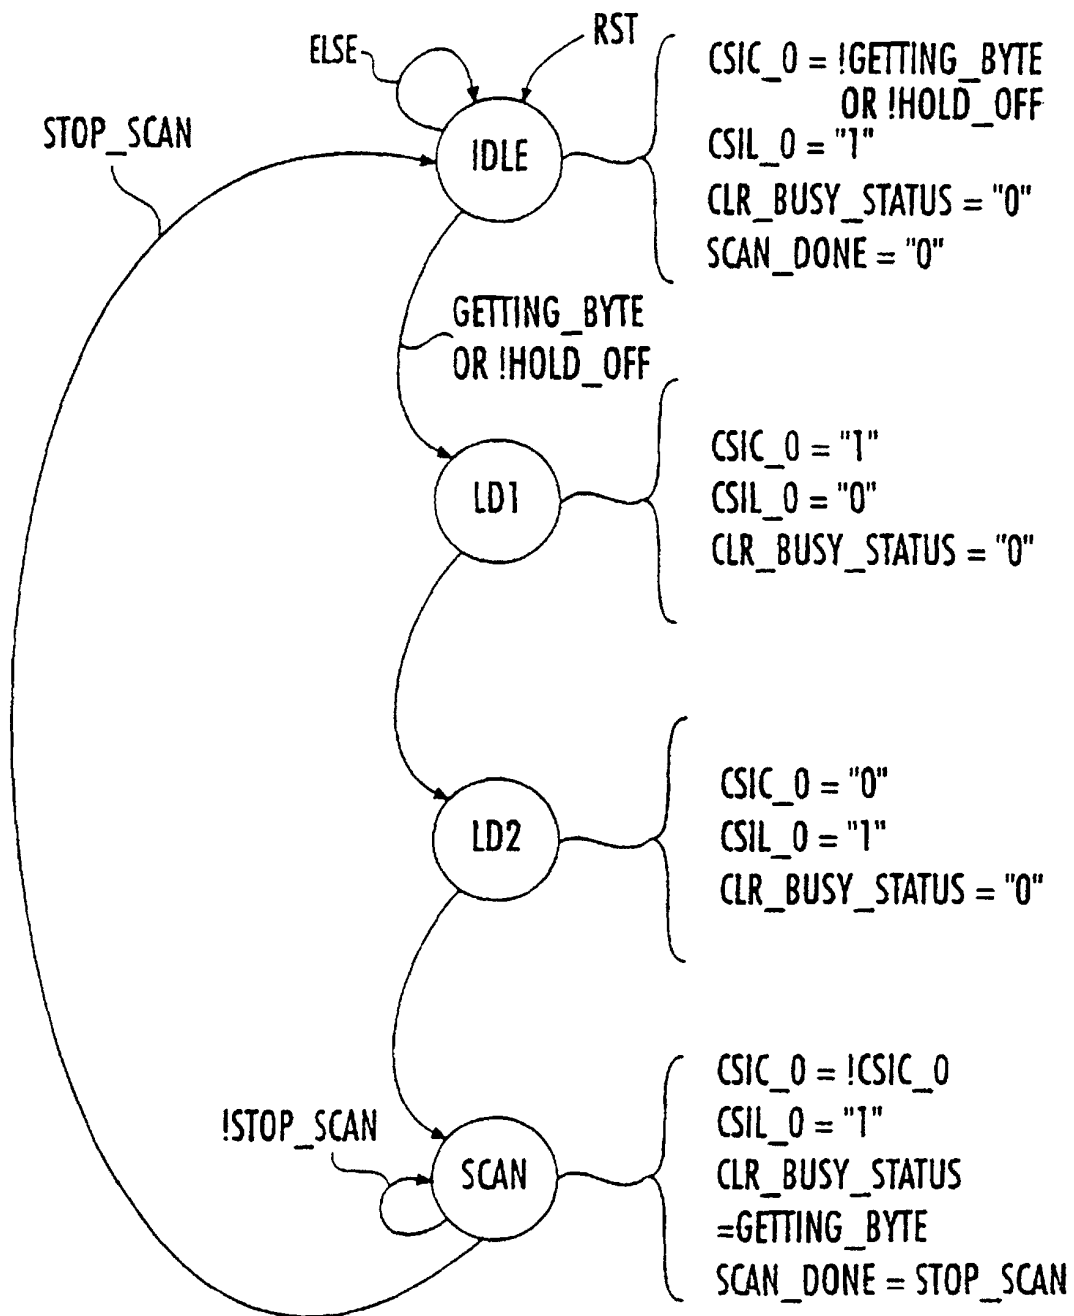 ELSE
RST
STOP_SCAN
IDLE
CSIC_0 = !GETTING_BYTE
OR !HOLD_OFF
CSIL_0 = "1"
CLR_BUSY_STATUS = "0"
SCAN_DONE = "0"
GETTING_BYTE
OR !HOLD_OFF
LD1
CSIC_0 = "1"
CSIL_0 = "0"
CLR_BUSY_STATUS = "0"
LD2
CSIC_0 = "0"
CSIL_0 = "1"
CLR_BUSY_STATUS = "0"
!STOP_SCAN
SCAN
CSIC_0 = !CSIC_0
CSIL_0 = "1"
CLR_BUSY_STATUS
=GETTING_BYTE
SCAN_DONE = STOP_SCAN